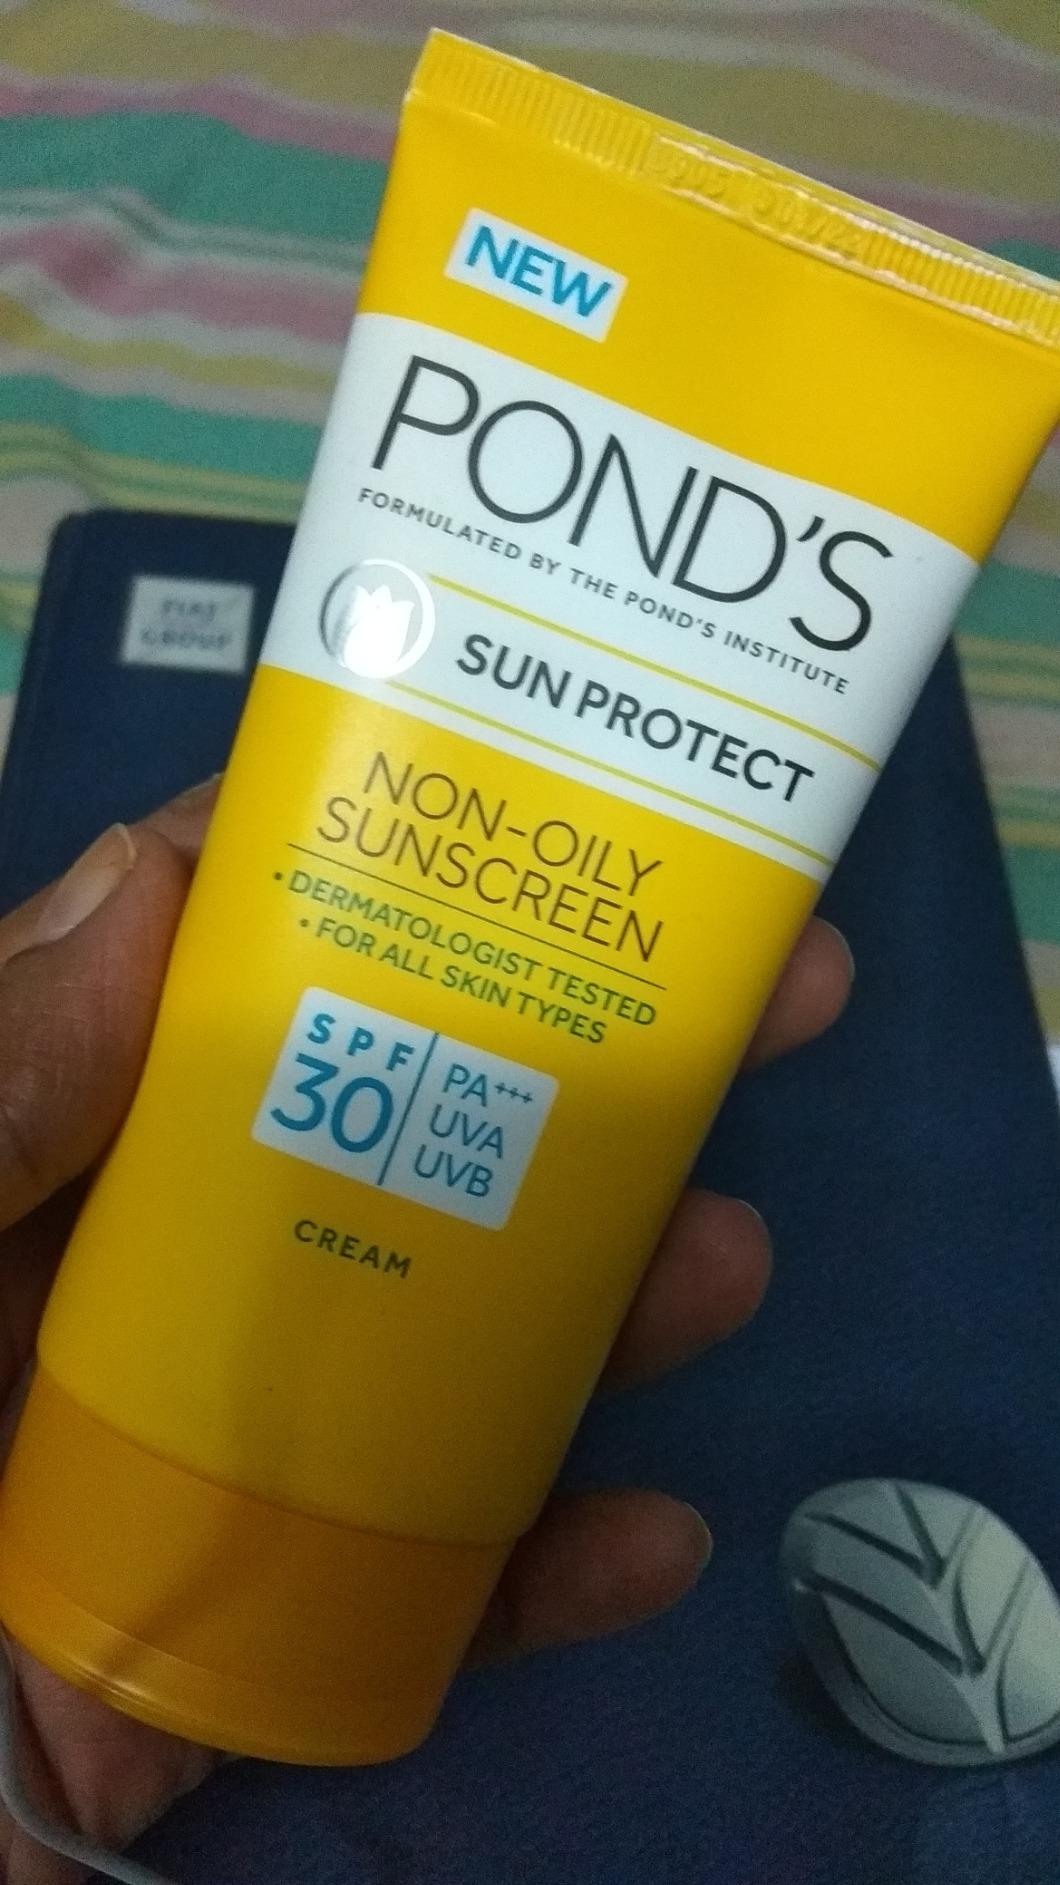 NEW
POND'S
FORMULATED BY THE POND'S INSTITUTE
SUN PROTECT
NON-OILY
SUNSCREEN
• DERMATOLOGIST TESTED
• FOR ALL SKIN TYPES
SPF
30
PA+++
UVA
UVB
CREAM
GROUP